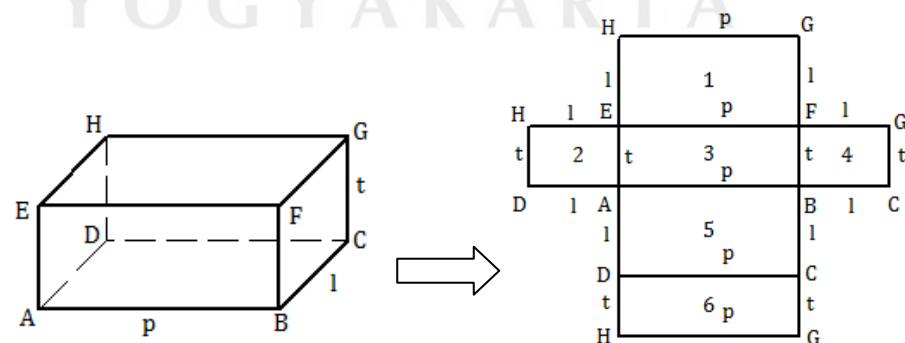 YOGYAKARTA
H p G
l 1 l
p
H l E F l G
t 2 t 3 t 4 t
p
D l A B l C
l 5 l
p
D C
t 6 p t
H G
H G
t
E F
D C
l
A p B